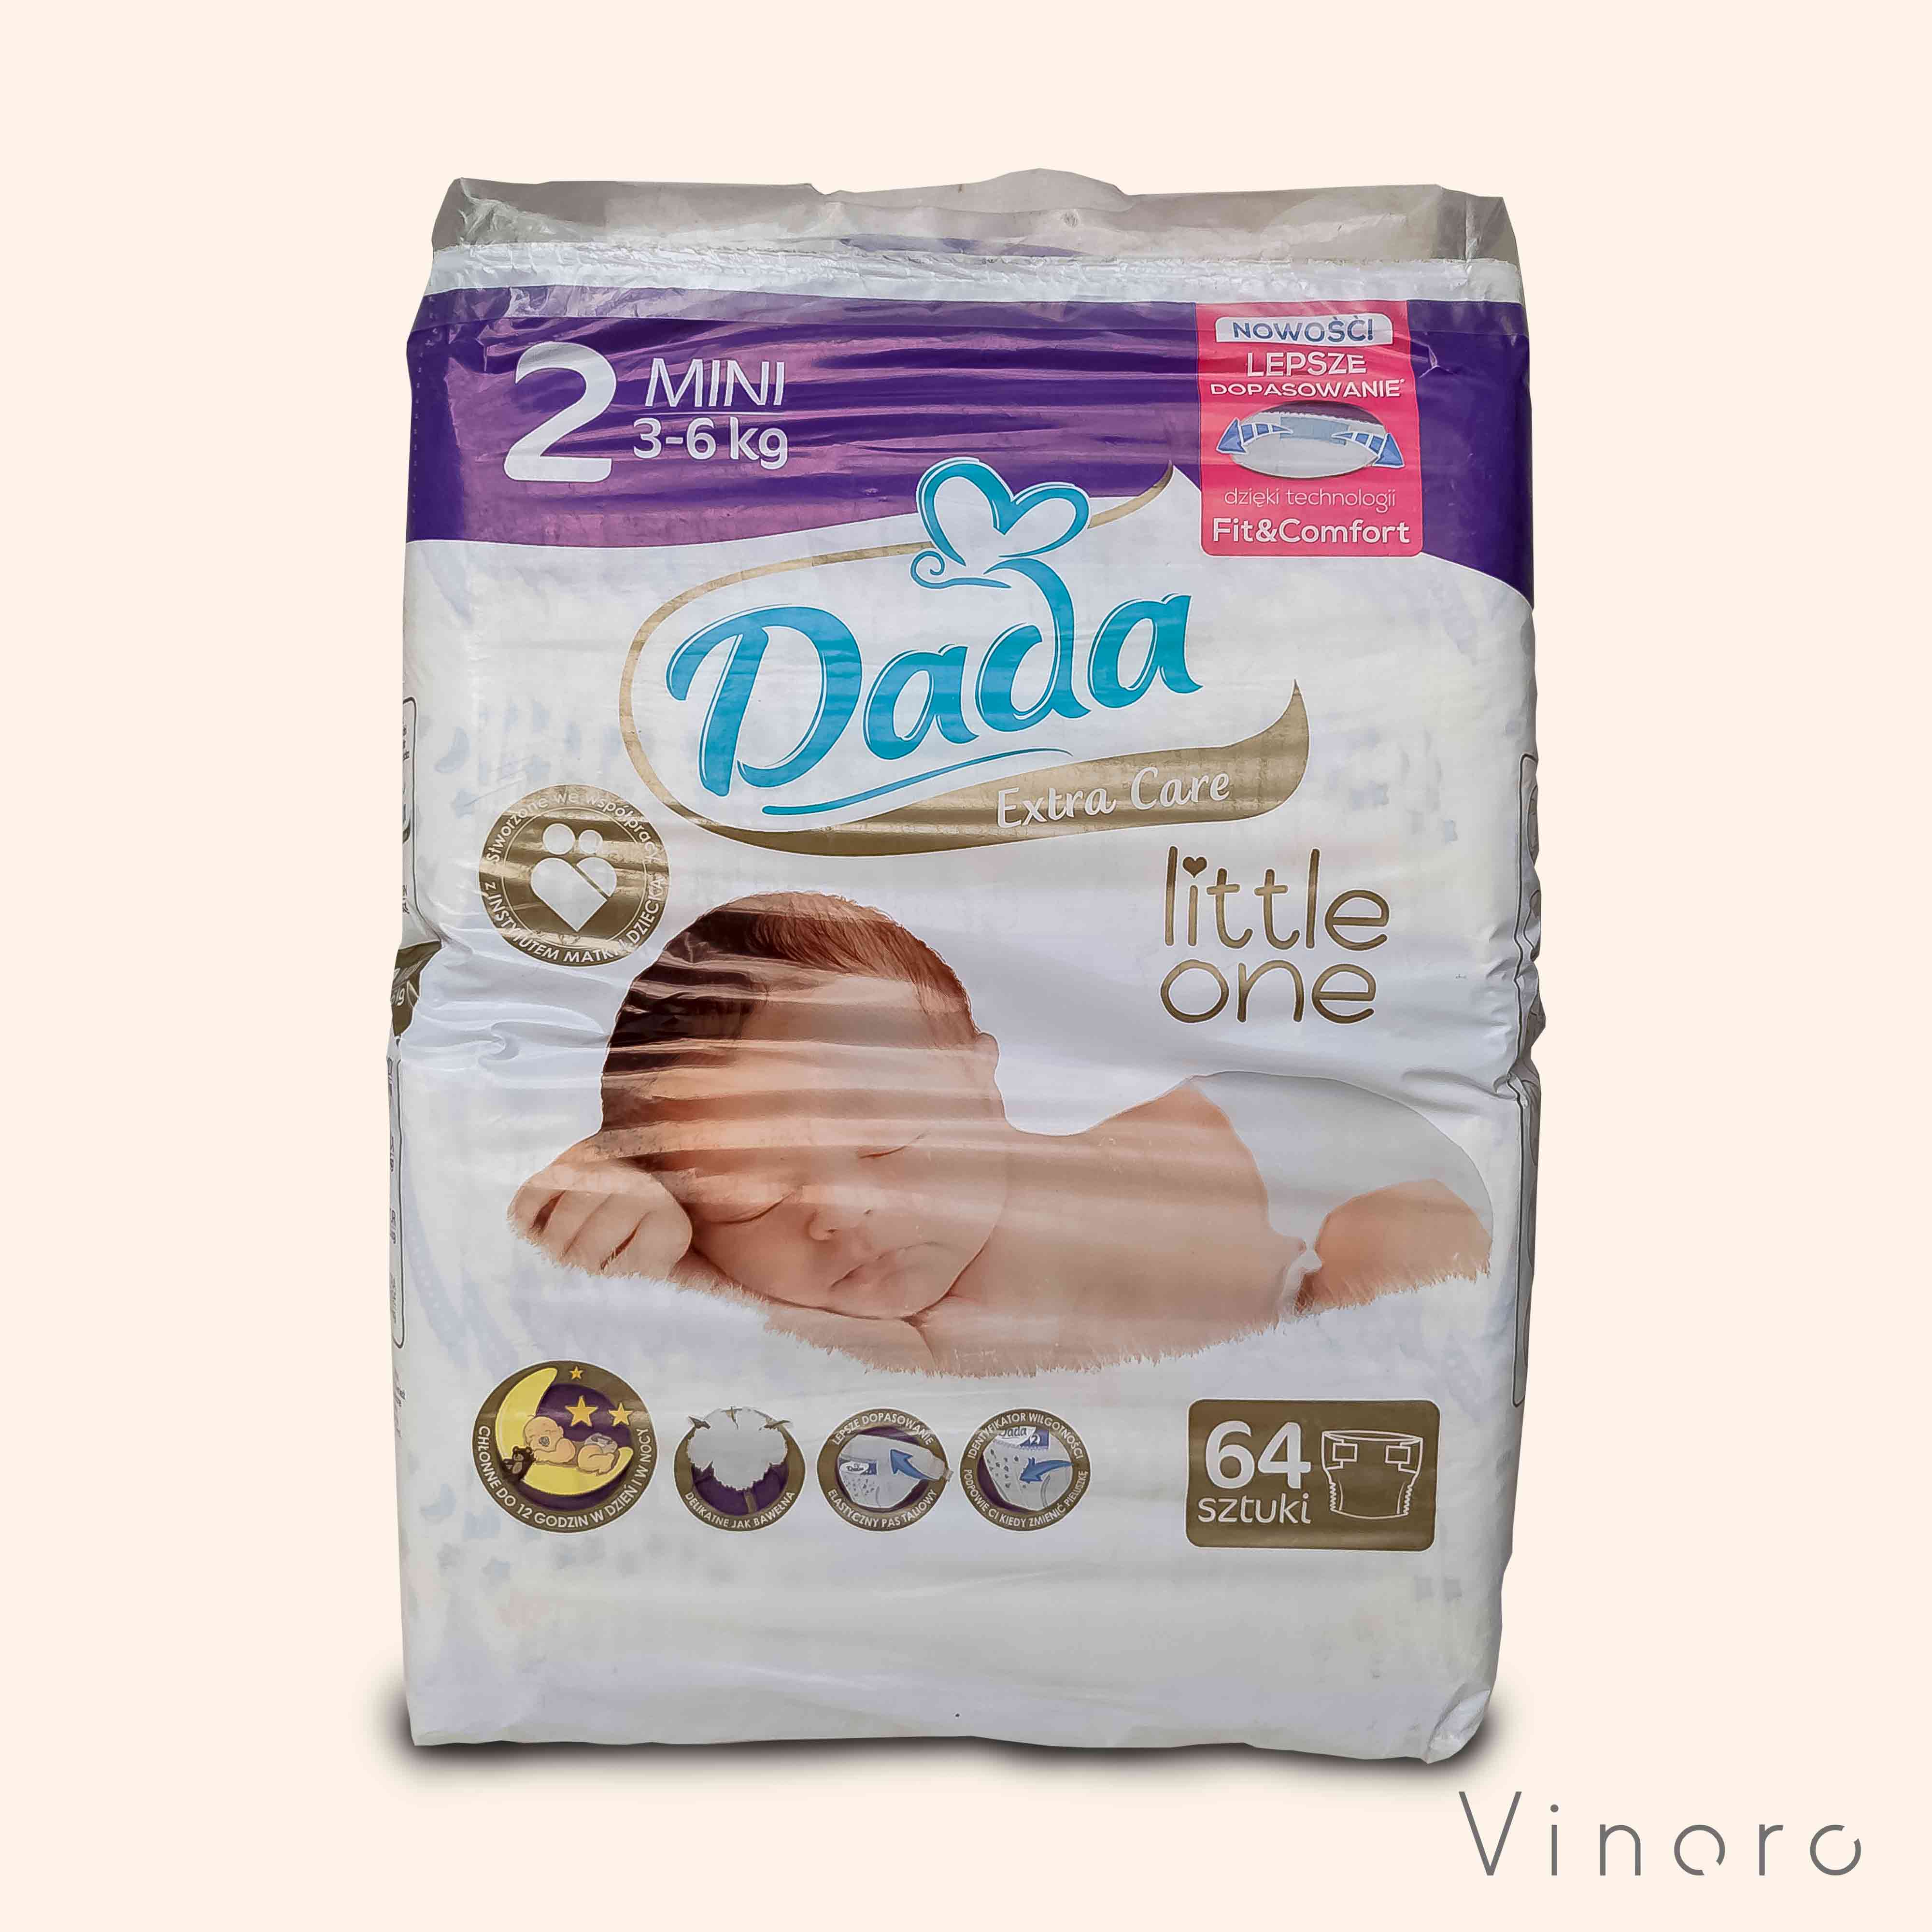 2 MINI
3-6 kg
NOWOŚĆ!
LEPSZE
DOPASOWANIE*
dzięki technologii
Fit&Comfort
Dada
Extra Care
Stworzone we współpracy
z INSTYTUTEM MATKI I DZIECKA
little
one
CHŁONNE DO 12 GODZIN W DZIEŃ I W NOCY
DELIKATNE JAK BAWEŁNA
LEPSZE DOPASOWANIE
ELASTYCZNY PAS TALIOWY
IDENTYFIKATOR WILGOTNOŚCI
PODPOWIE CI KIEDY ZMIENIĆ PIELUSZKĘ
64
sztuki
Vinoro